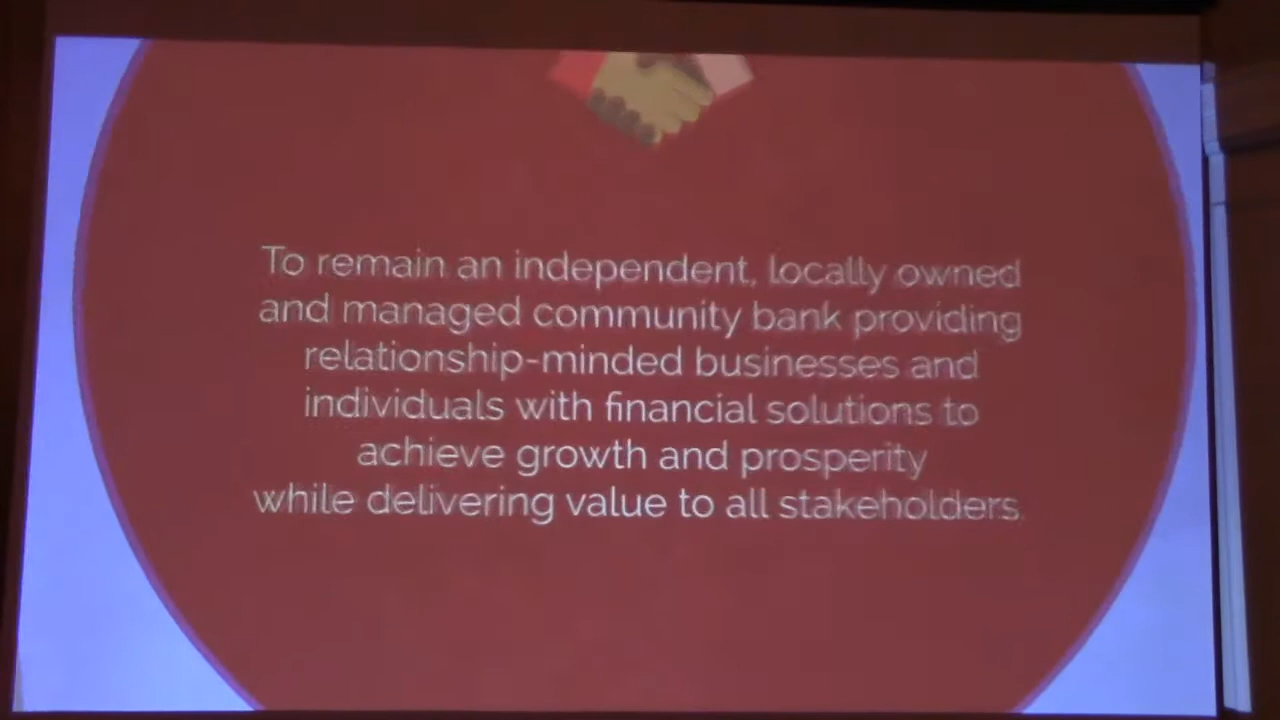 To remain an independent, locally owned
and managed community bank providing
relationship-minded businesses and
individuals with financial solutions to
achieve growth and prosperity
while delivering value to all stakeholders.